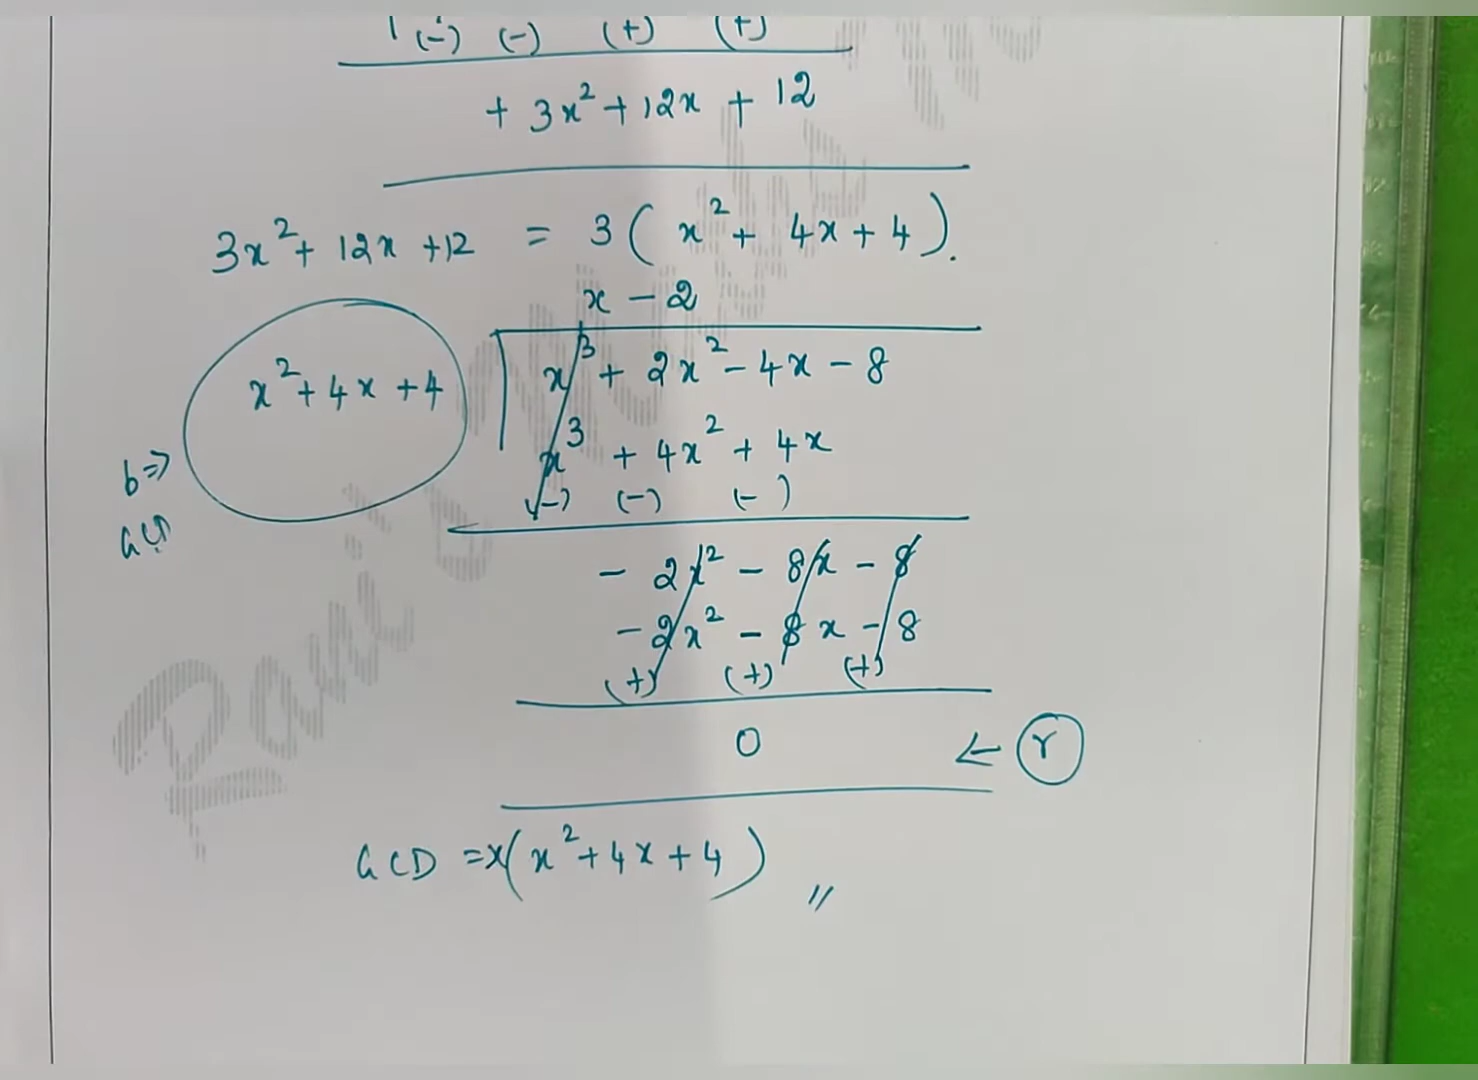 (-) (-) (+) (+)
+ 3x² + 12x + 12
3x² + 12x + 12 = 3 ( x² + 4x + 4 ).
x - 2
x² + 4x + 4
x³ + 2x² - 4x - 8
x³ + 4x² + 4x
b⇒
(-) (-) (-)
GCD
- 2x² - 8x - 8
- 2x² - 8x - 8
(+) (+) (+)
0 ← r
GCD = x( x² + 4x + 4 ) //